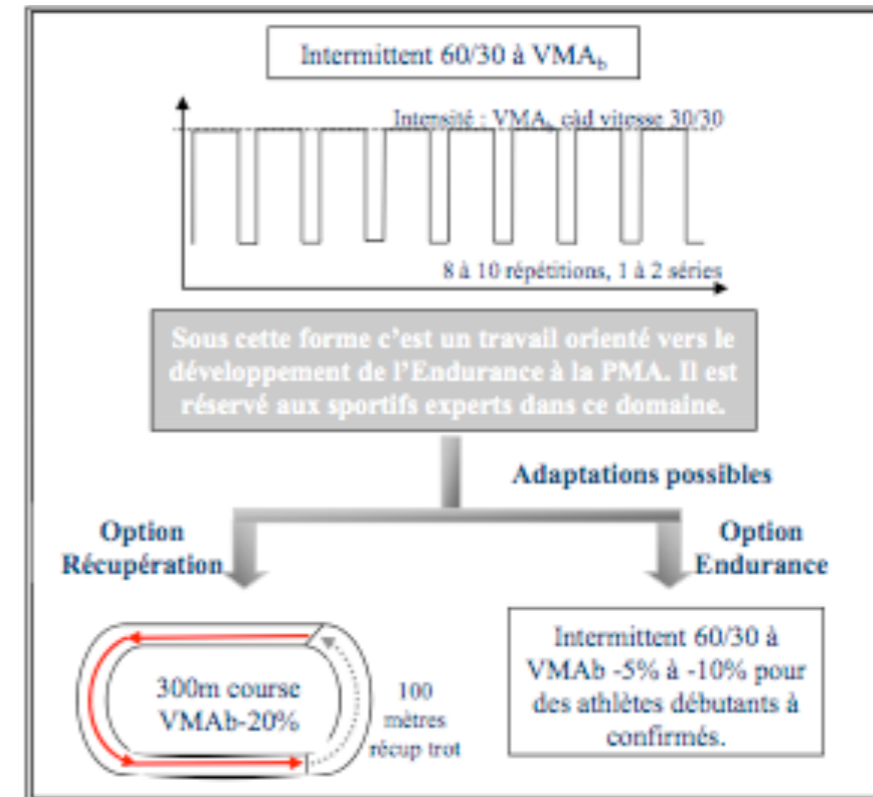 Intermittent 60/30 à VMAb
Intensité : VMAb càd vitesse 30/30
8 à 10 répétitions, 1 à 2 séries
Sous cette forme c'est un travail orienté vers le
développement de l'Endurance à la PMA. Il est
réservé aux sportifs experts dans ce domaine.
Adaptations possibles
Option
Récupération
Option
Endurance
300m course
VMAb-20%
100
mètres
récup trot
Intermittent 60/30 à
VMAb -5% à -10% pour
des athlètes débutants à
confirmés.